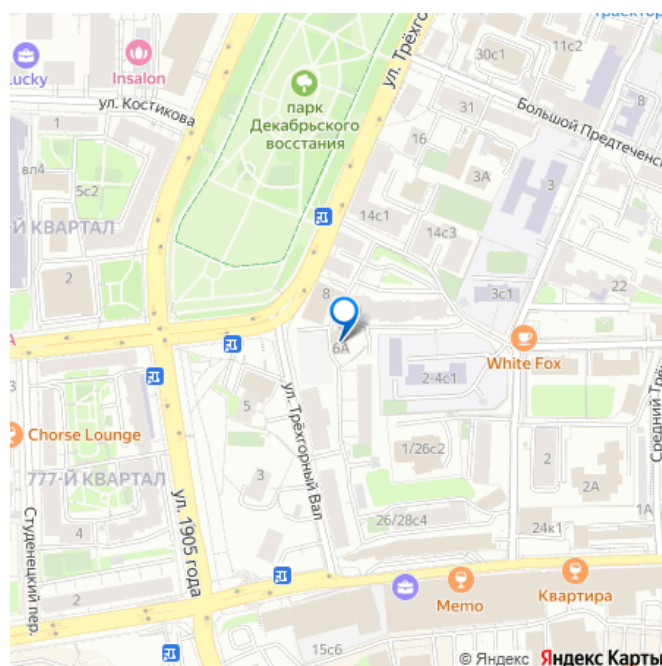 Lucky
Insalon
ул. Костикова
1
вл4
5с2
-Й КВАРТАЛ
2
парк
Декабрьского
восстания
ул. Трёхго
30с1
11с2
8
31
Большой Предтеченск
16
3А
3
14с1
14с3
22
3с1
8
6А
White Fox
2-4с1
5
ул. Трёхгорный Вал
Chorse Lounge
777-Й КВАРТАЛ
3
1/26с2
2
2А
Средний Трё
ул. 1905 года
4
Студенецкий пер.
26/28с4
24к1
Memo
Квартира
15с6
© Яндекс Яндекс Карты